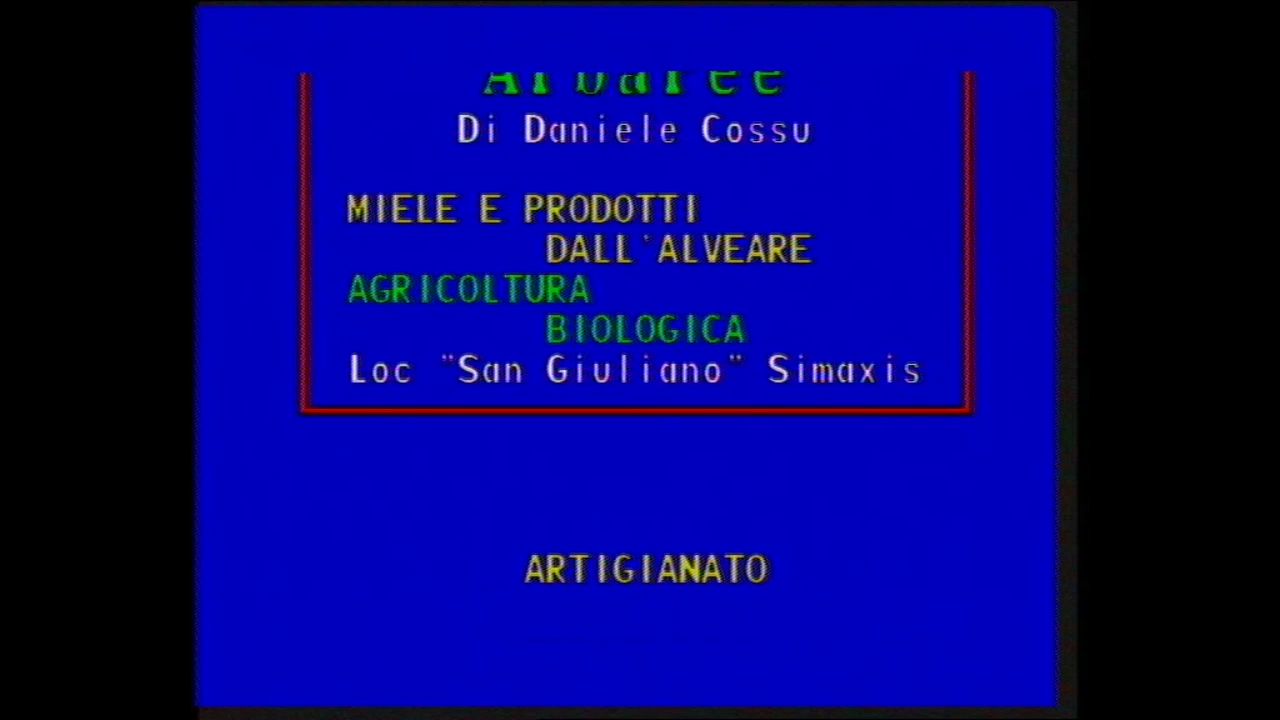 Di Daniele Cossu
MIELE E PRODOTTI
DALL'ALVEARE
AGRICOLTURA
BIOLOGICA
Loc "San Giuliano" Simaxis
ARTIGIANATO